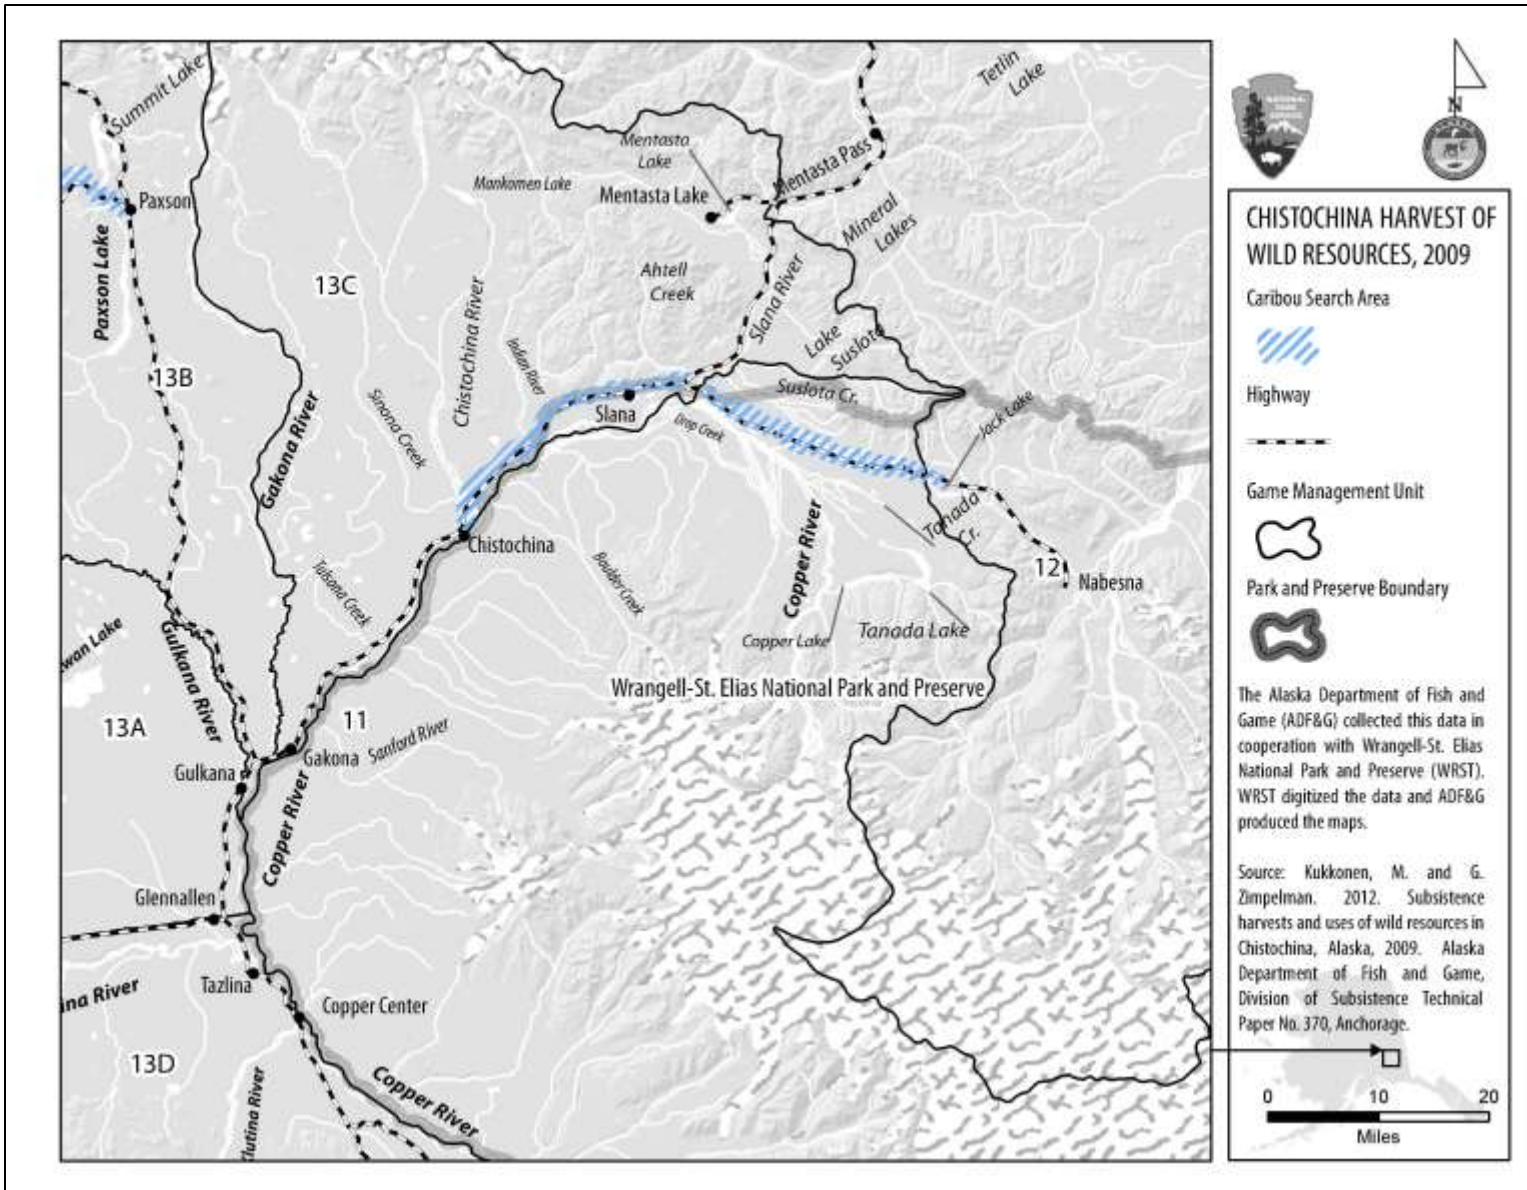 Summit Lake
Paxson
Paxson Lake
13B
13C
Gakona River
Sinona Creek
Chistochina River
Indian River
Mankomen Lake
Mentasta
Lake
Mentasta Lake
Mentasta Pass
Tetlin
Lake
Mineral
Lakes
Ahtell
Creek
Slana River
Lake
Suslota
Suslota Cr.
Slana
Drop Creek
Jack Lake
Chistochina
Tulsona Creek
Boulder Creek
Copper River
Tanada
Cr.
12
Nabesna
Copper Lake
Tanada Lake
Wrangell-St. Elias National Park and Preserve
wan Lake
Gulkana River
13A
11
Gakona
Sanford River
Gulkana
Copper River
Glennallen
Tazlina
ina River
Copper Center
13D
Klutina River
Copper River
N
CHISTOCHINA HARVEST OF
WILD RESOURCES, 2009
Caribou Search Area
Highway
Game Management Unit
Park and Preserve Boundary
The Alaska Department of Fish and
Game (ADF&G) collected this data in
cooperation with Wrangell-St. Elias
National Park and Preserve (WRST).
WRST digitized the data and ADF&G
produced the maps.
Source: Kukkonen, M. and G.
Zimpelman. 2012. Subsistence
harvests and uses of wild resources in
Chistochina, Alaska, 2009. Alaska
Department of Fish and Game,
Division of Subsistence Technical
Paper No. 370, Anchorage.
0 10 20
Miles